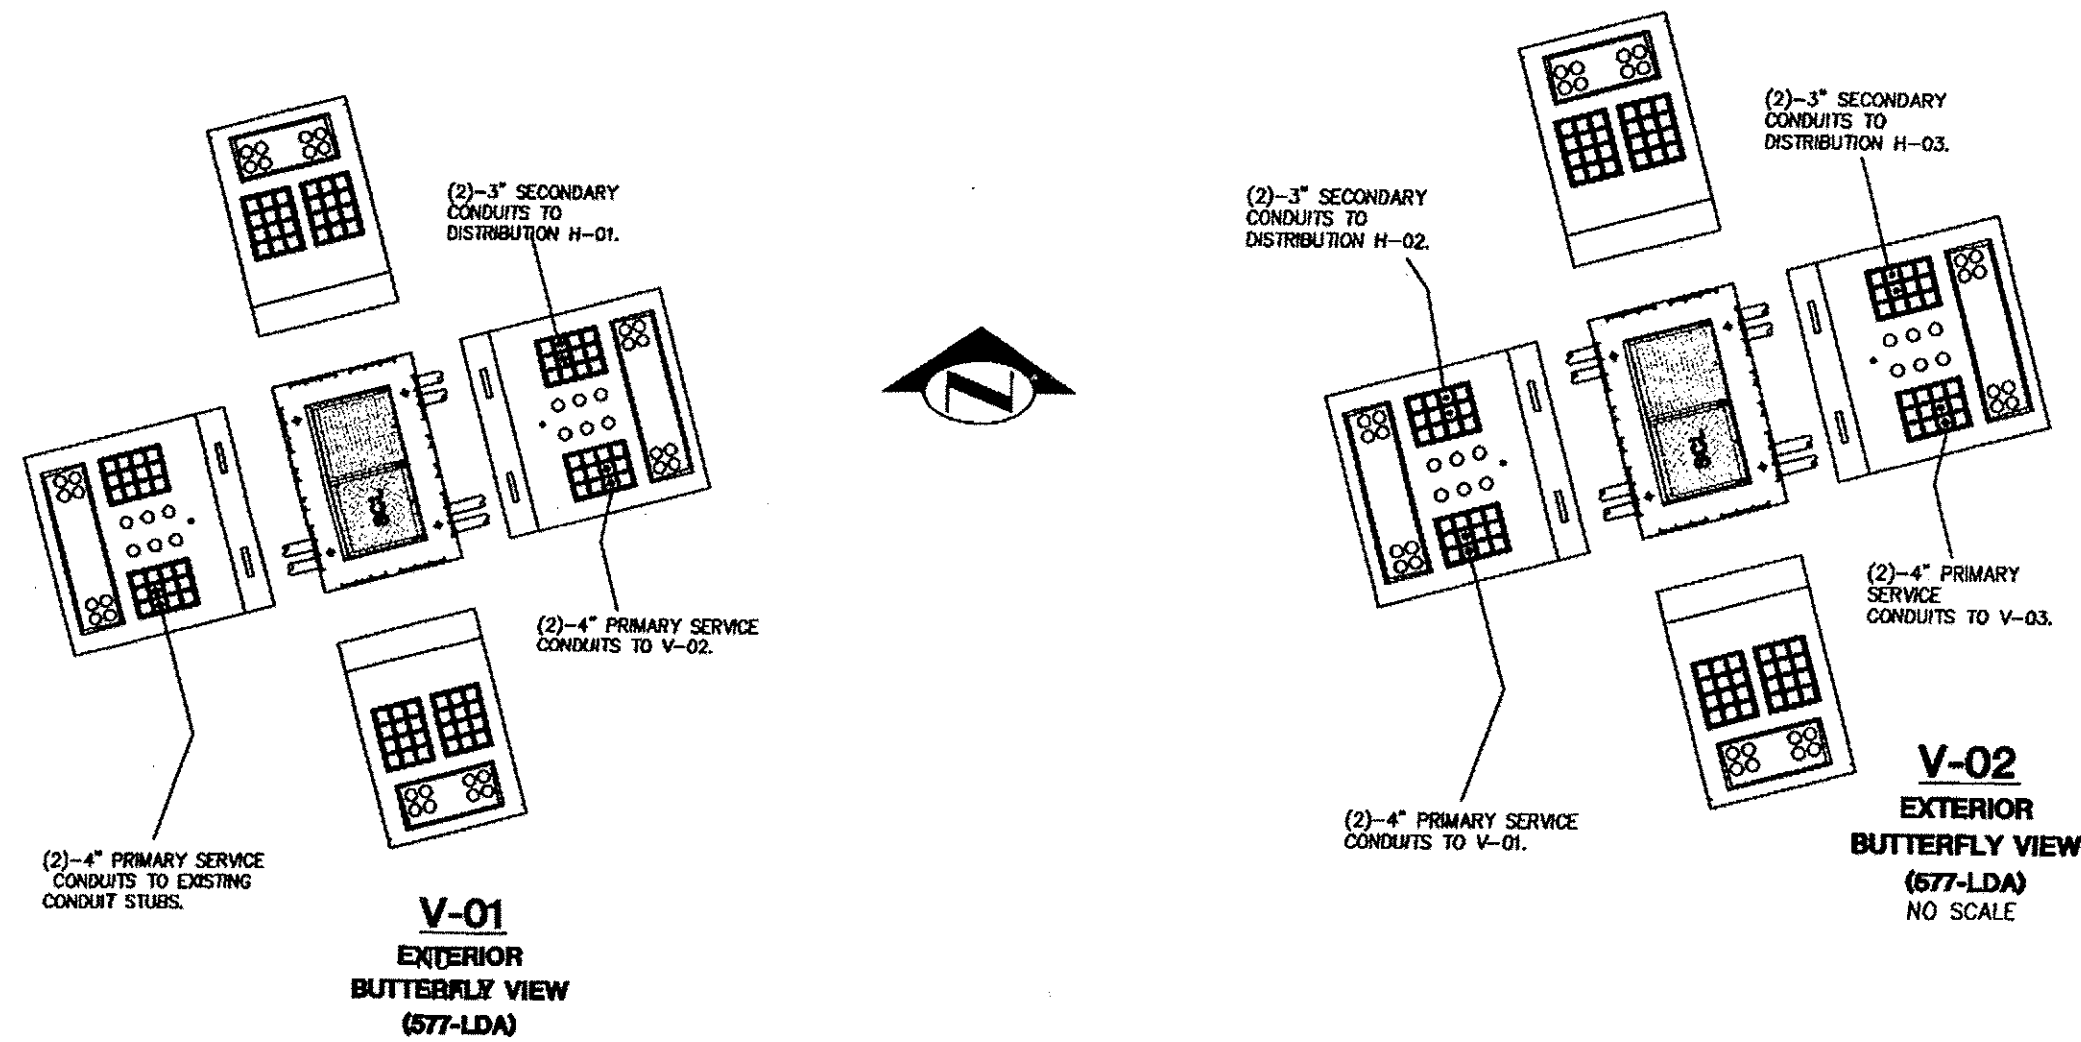 (2)-3" SECONDARY
CONDUITS TO
DISTRIBUTION H-01.
(2)-4" PRIMARY SERVICE
CONDUITS TO V-02.
(2)-4" PRIMARY SERVICE
CONDUITS TO EXISTING
CONDUIT STUBS.
SCL
V-01
EXTERIOR
BUTTERFLY VIEW
(577-LDA)
N
(2)-3" SECONDARY
CONDUITS TO
DISTRIBUTION H-02.
(2)-3" SECONDARY
CONDUITS TO
DISTRIBUTION H-03.
SCL
(2)-4" PRIMARY
SERVICE
CONDUITS TO V-03.
(2)-4" PRIMARY SERVICE
CONDUITS TO V-01.
V-02
EXTERIOR
BUTTERFLY VIEW
(577-LDA)
NO SCALE